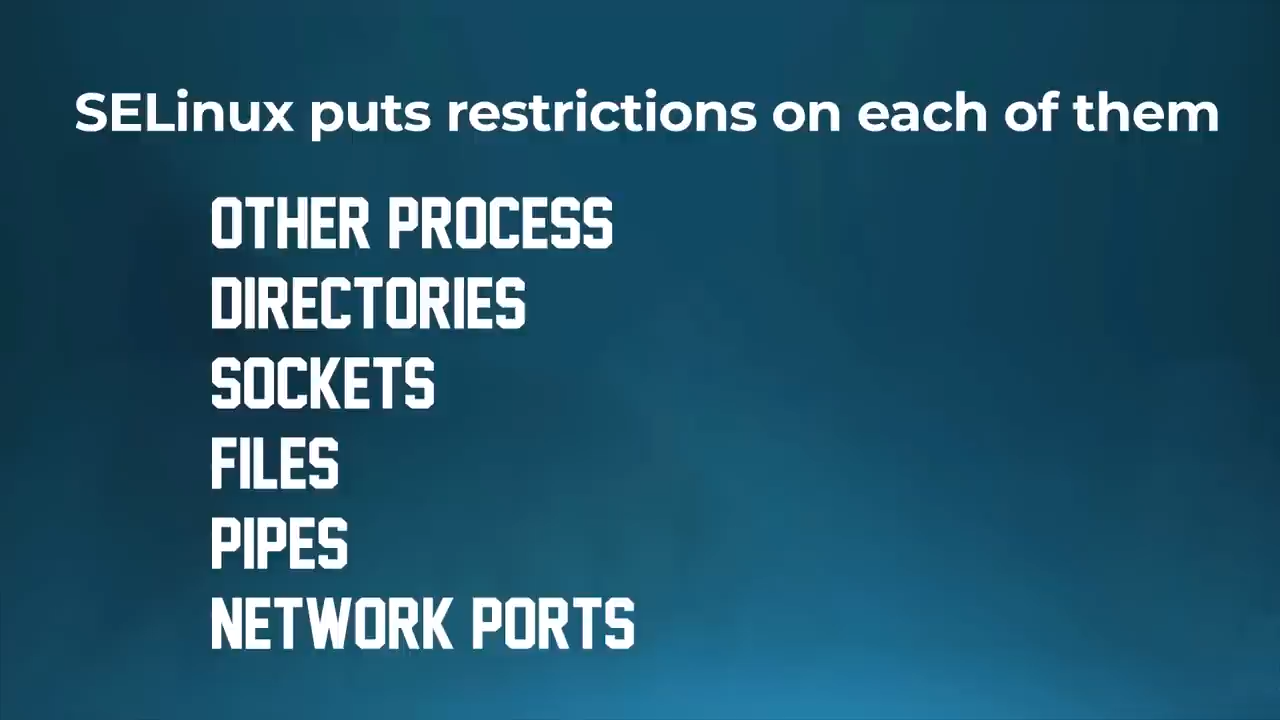 SELinux puts restrictions on each of them
OTHER PROCESS
DIRECTORIES
SOCKETS
FILES
PIPES
NETWORK PORTS